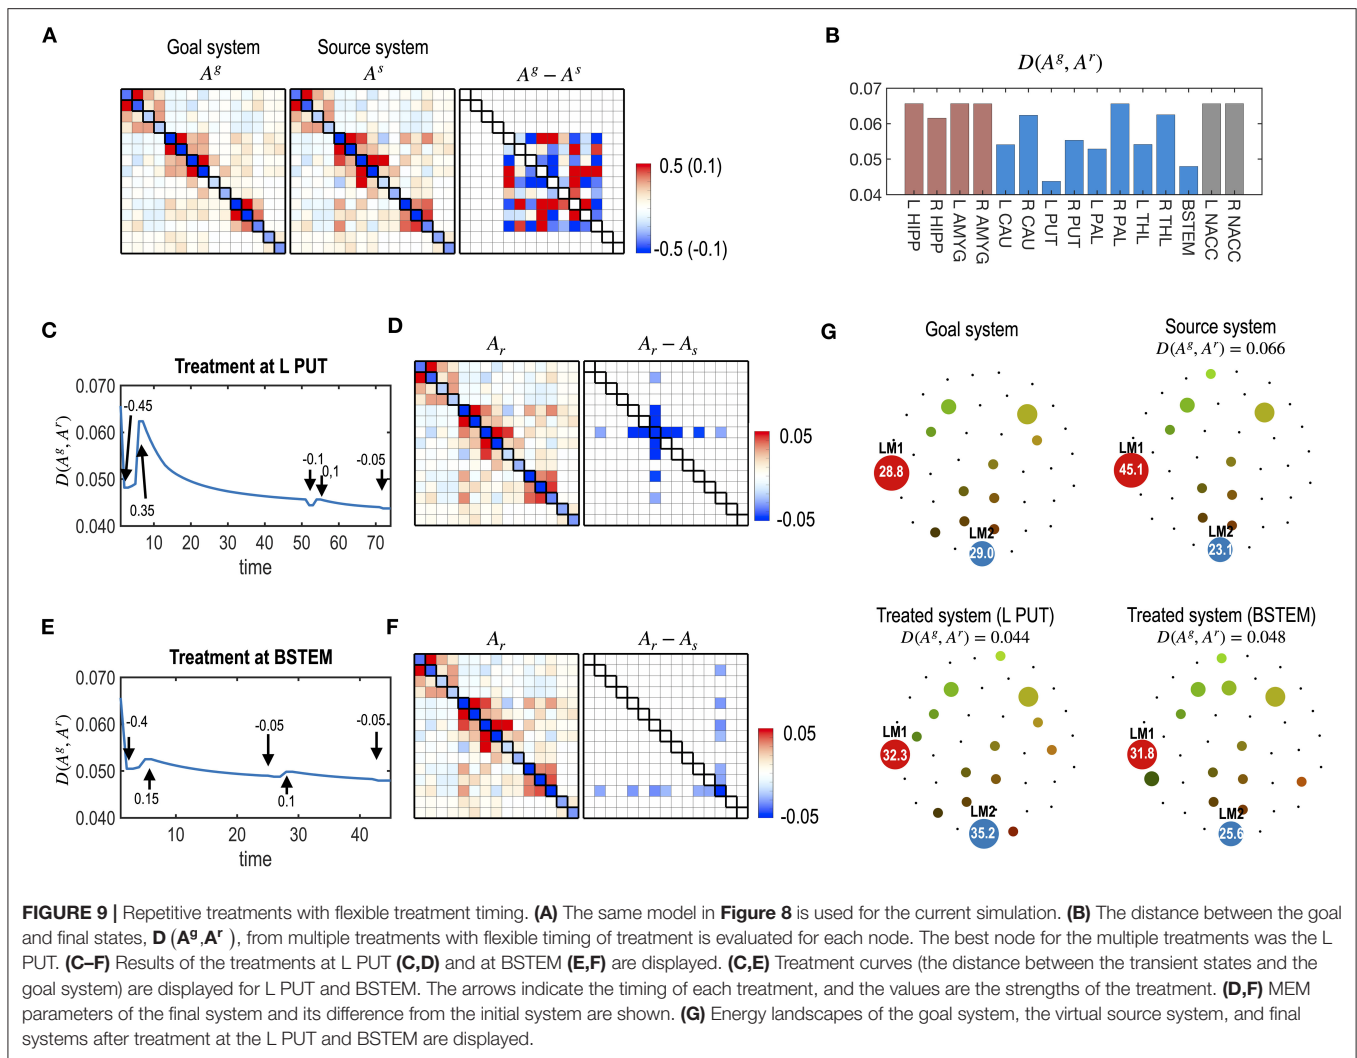 A
Goal system
Source system
A^g
A^s
A^g − A^s
0.5 (0.1)
-0.5 (-0.1)
B
D(A^g, A^r)
0.07
0.06
0.05
0.04
L HIPP
R HIPP
L AMYG
R AMYG
L CAU
R CAU
L PUT
R PUT
L PAL
R PAL
L THL
R THL
BSTEM
L NACC
R NACC
C
Treatment at L PUT
D(A^g, A^r)
0.070
0.060
0.050
0.040
-0.45
0.35
-0.1
0,1
-0.05
10 20 30 40 50 60 70
time
D
A_r
A_r − A_s
0.05
-0.05
E
Treatment at BSTEM
D(A^g, A^r)
0.070
0.060
0.050
0.040
-0.4
0.15
-0.05
0.1
-0.05
10 20 30 40
time
F
A_r
A_r − A_s
0.05
-0.05
G
Goal system
LM1
28.8
LM2
29.0
Source system
D(A^g, A^r) = 0.066
LM1
45.1
LM2
23.1
Treated system (L PUT)
D(A^g, A^r) = 0.044
LM1
32.3
LM2
35.2
Treated system (BSTEM)
D(A^g, A^r) = 0.048
LM1
31.8
LM2
25.6
FIGURE 9 | Repetitive treatments with flexible treatment timing. (A) The same model in Figure 8 is used for the current simulation. (B) The distance between the goal
and final states, D (A^g,A^r ), from multiple treatments with flexible timing of treatment is evaluated for each node. The best node for the multiple treatments was the L
PUT. (C–F) Results of the treatments at L PUT (C,D) and at BSTEM (E,F) are displayed. (C,E) Treatment curves (the distance between the transient states and the
goal system) are displayed for L PUT and BSTEM. The arrows indicate the timing of each treatment, and the values are the strengths of the treatment. (D,F) MEM
parameters of the final system and its difference from the initial system are shown. (G) Energy landscapes of the goal system, the virtual source system, and final
systems after treatment at the L PUT and BSTEM are displayed.